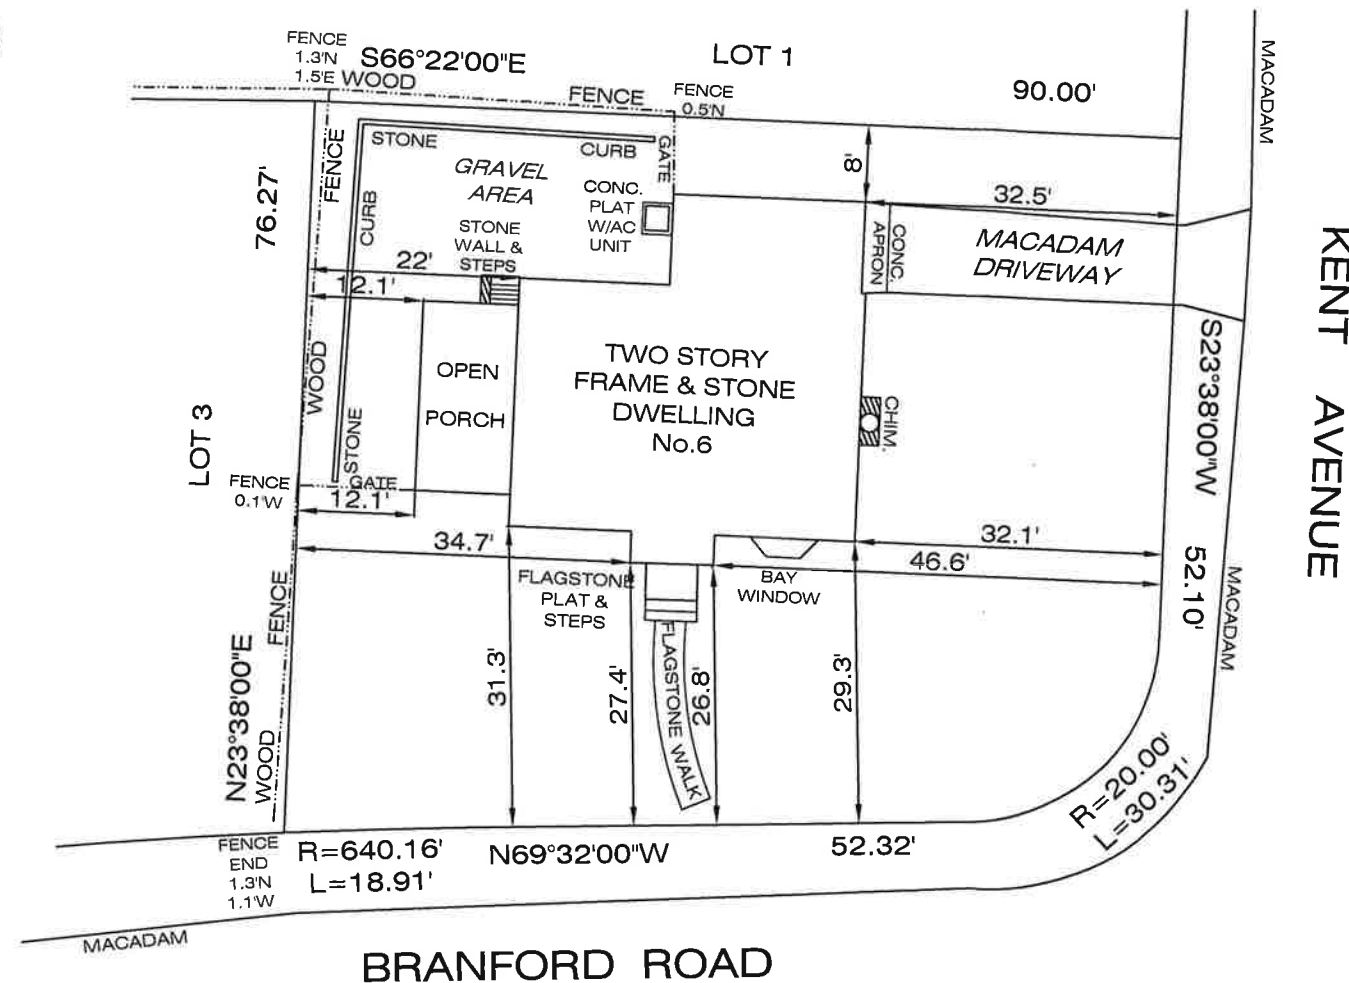 FENCE
1.3'N
1.5'E
S66°22'00"E
WOOD
FENCE
LOT 1
FENCE
0.5'N
90.00'
MACADAM
STONE
CURB
GATE
FENCE
GRAVEL
AREA
CONC.
PLAT
W/AC
UNIT
8'
32.5'
76.27'
CURB
STONE
WALL &
STEPS
CONC.
APRON
MACADAM
DRIVEWAY
22'
12.1'
KENT AVENUE
WOOD
OPEN
PORCH
TWO STORY
FRAME & STONE
DWELLING
No.6
CHIM.
S23°38'00"W
52.10'
LOT 3
STONE
GATE
FENCE
0.1'W
12.1'
34.7'
32.1'
46.6'
FLAGSTONE
PLAT &
STEPS
BAY
WINDOW
MACADAM
FENCE
N23°38'00"E
WOOD
31.3'
27.4'
FLAGSTONE WALK
26.8'
29.3'
R=20.00'
L=30.31'
FENCE
END
1.3'N
1.1'W
R=640.16'
L=18.91'
N69°32'00"W
52.32'
MACADAM
BRANFORD ROAD